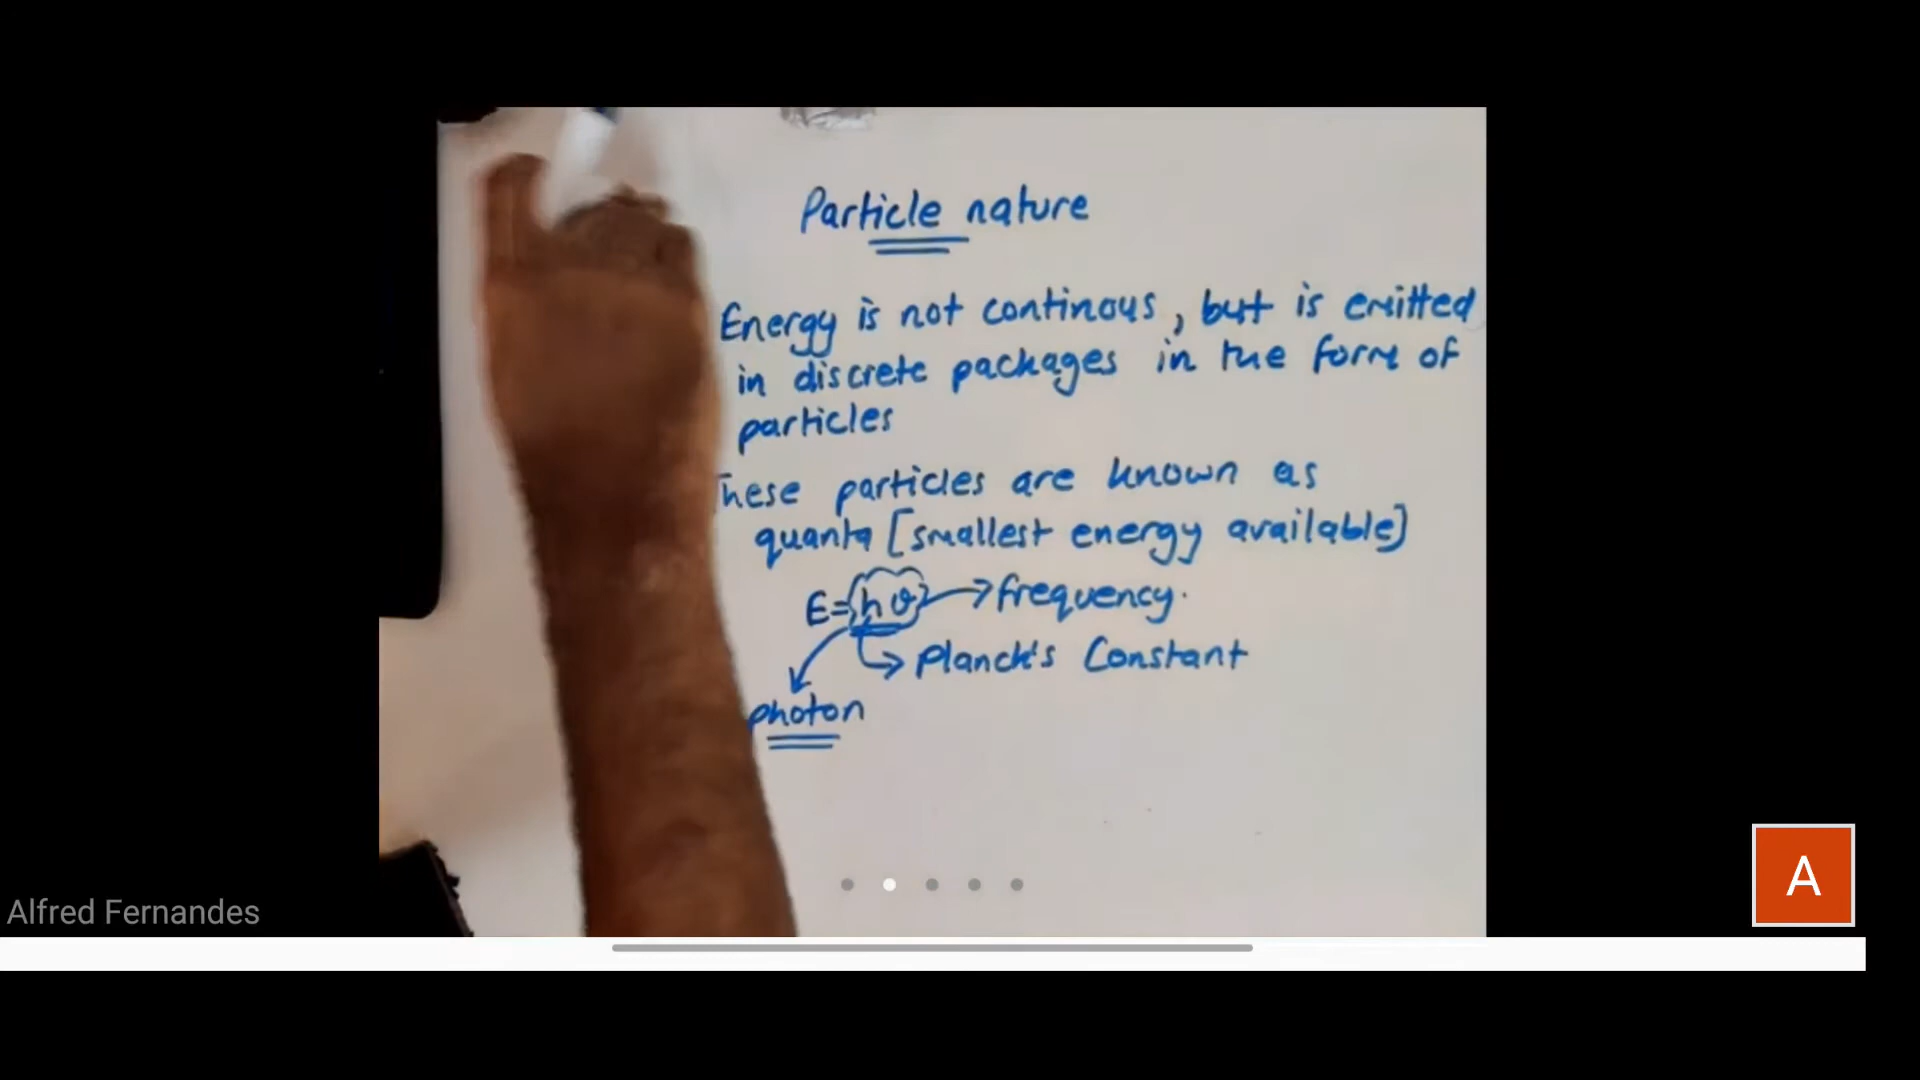 Particle nature
Energy is not continous, but is emitted
in discrete packages in the form of
particles
These particles are known as
quanta [smallest energy available]
E=hυ → frequency.
Planck's Constant
photon
A
Alfred Fernandes